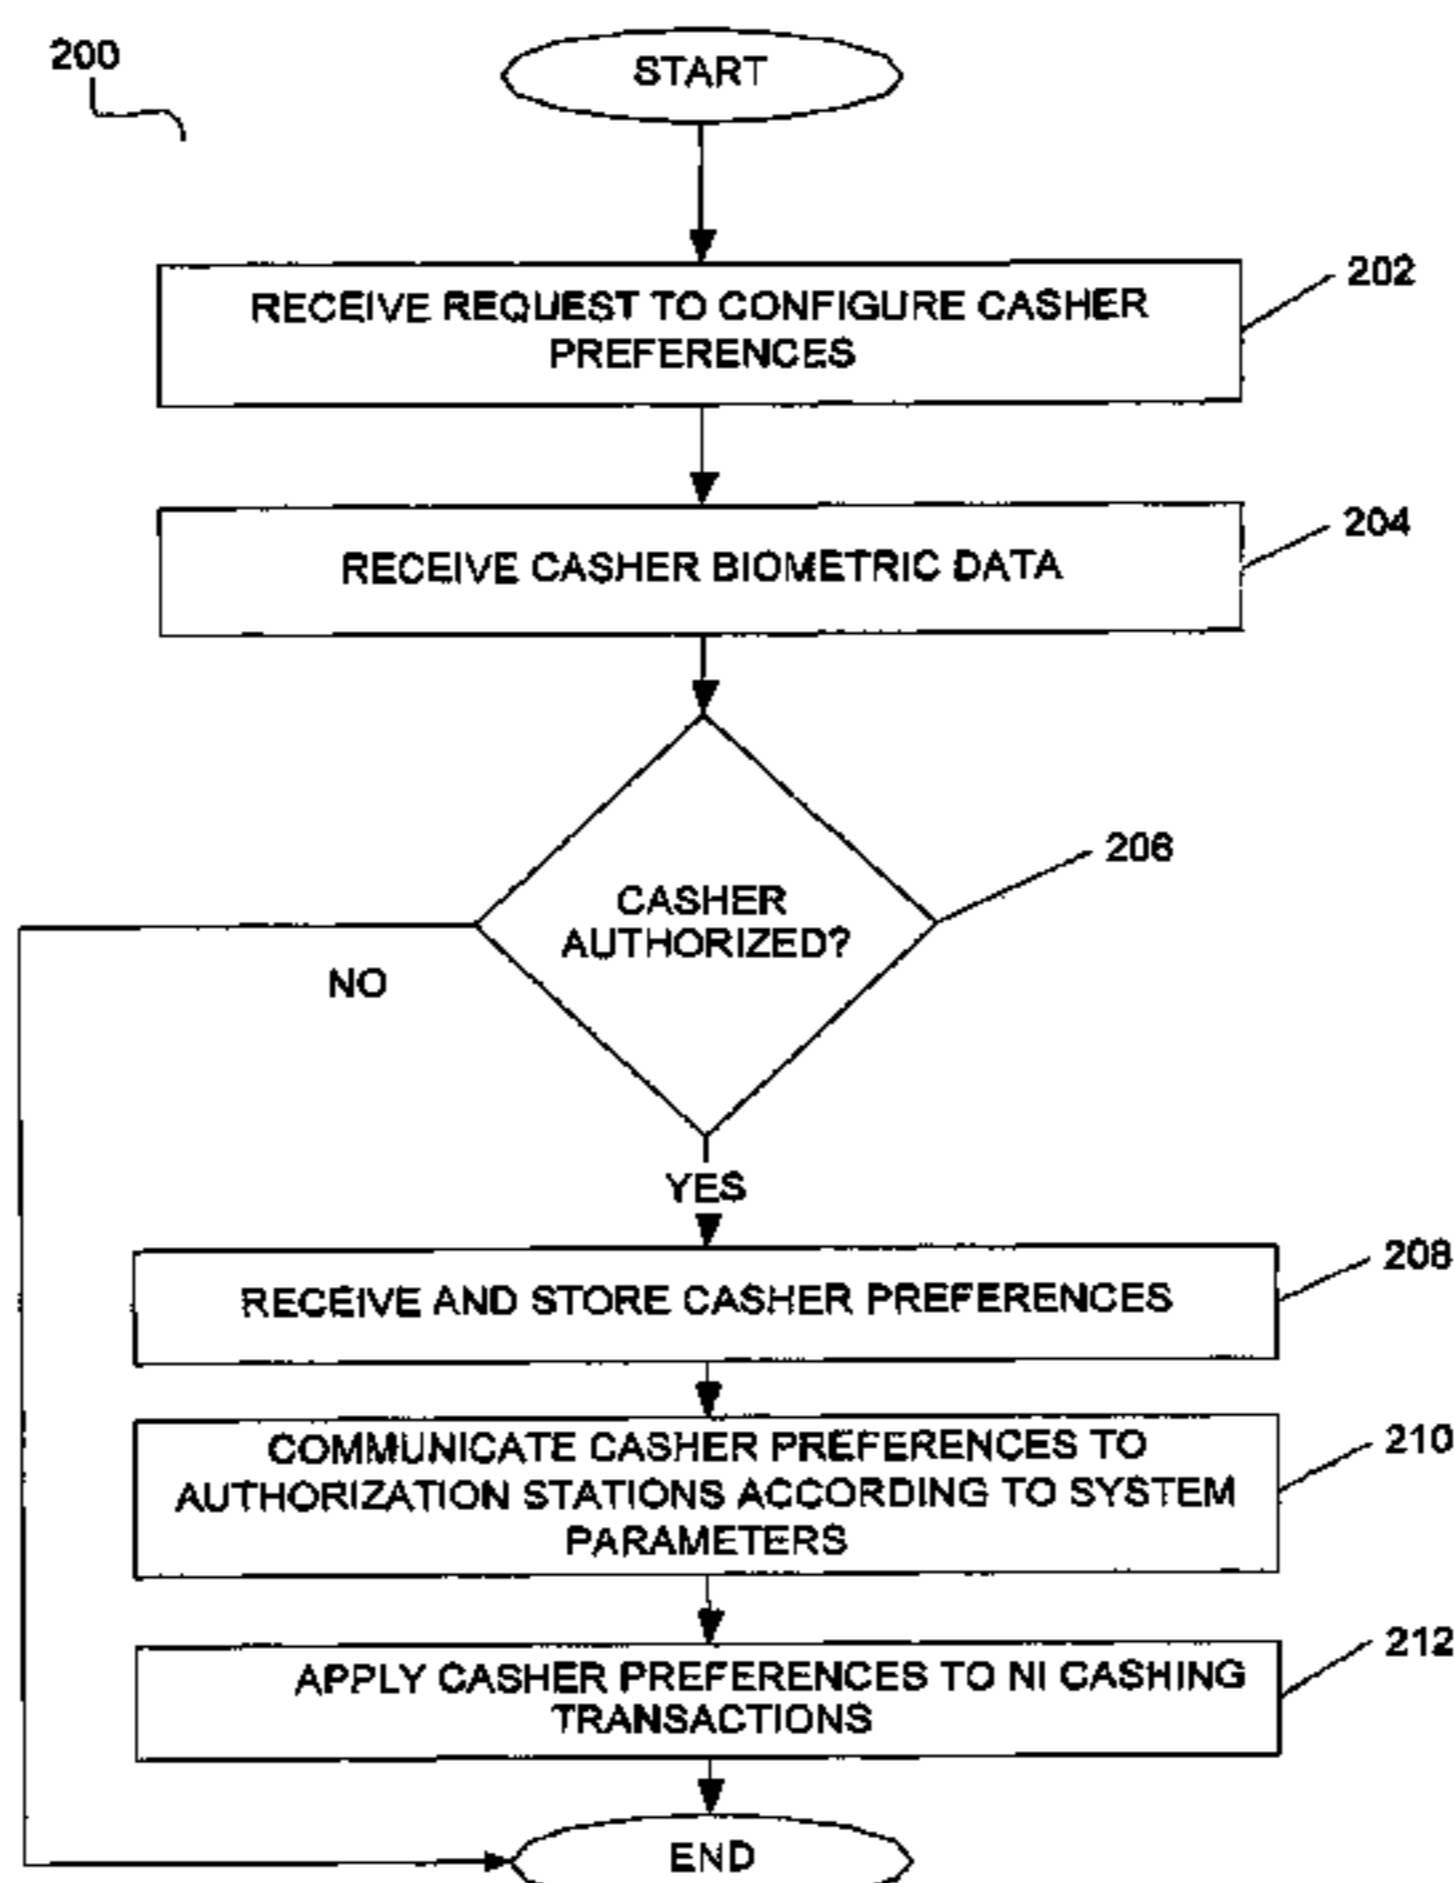 200
START
RECEIVE REQUEST TO CONFIGURE CASHER
PREFERENCES
202
RECEIVE CASHER BIOMETRIC DATA
204
CASHER
AUTHORIZED?
206
NO
YES
RECEIVE AND STORE CASHER PREFERENCES
208
COMMUNICATE CASHER PREFERENCES TO
AUTHORIZATION STATIONS ACCORDING TO SYSTEM
PARAMETERS
210
APPLY CASHER PREFERENCES TO NI CASHING
TRANSACTIONS
212
END